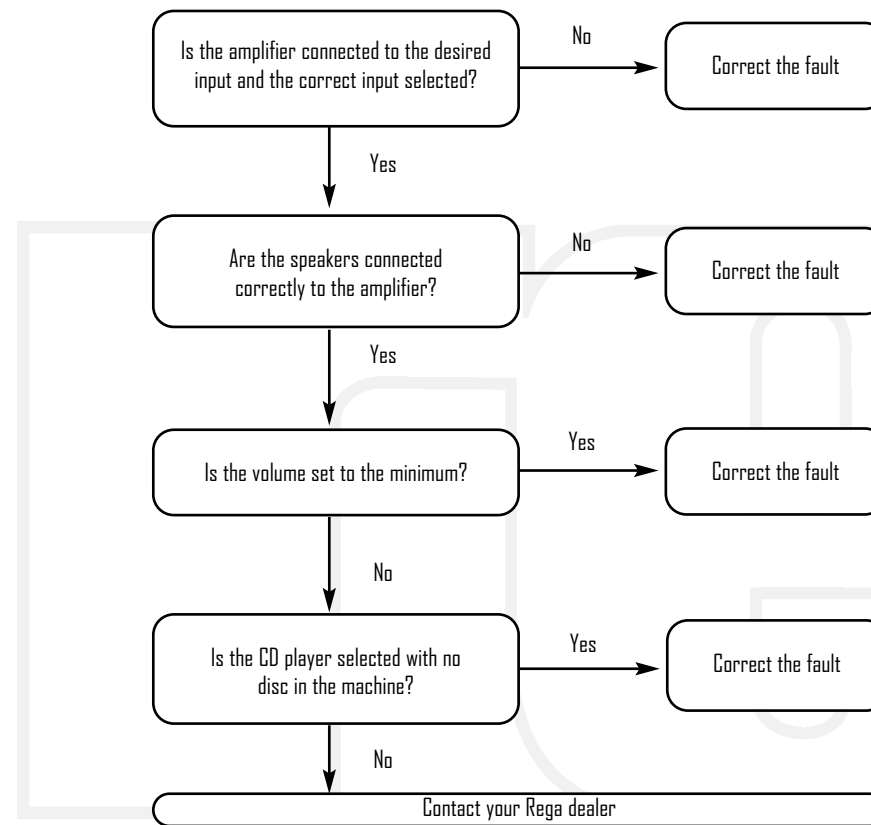 Is the amplifier connected to the desired
input and the correct input selected?
No
Correct the fault
Yes
Are the speakers connected
correctly to the amplifier?
No
Correct the fault
Yes
Is the volume set to the minimum?
Yes
Correct the fault
No
Is the CD player selected with no
disc in the machine?
Yes
Correct the fault
No
Contact your Rega dealer